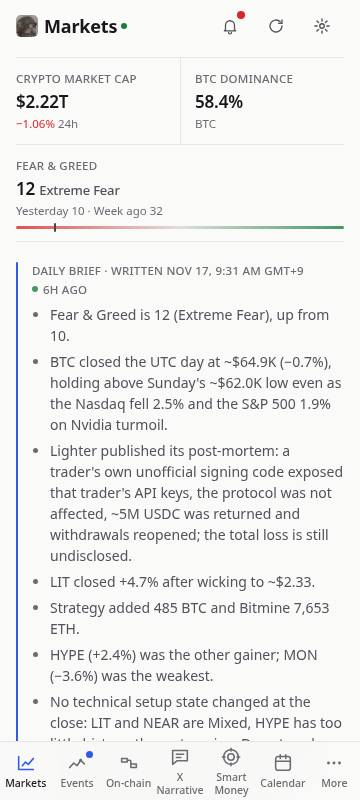 Markets
CRYPTO MARKET CAP
$2.22T
−1.06% 24h
BTC DOMINANCE
58.4%
BTC
FEAR & GREED
12 Extreme Fear
Yesterday 10 · Week ago 32
DAILY BRIEF · WRITTEN NOV 17, 9:31 AM GMT+9
6H AGO
Fear & Greed is 12 (Extreme Fear), up from
10.
BTC closed the UTC day at ~$64.9K (−0.7%),
holding above Sunday's ~$62.0K low even as
the Nasdaq fell 2.5% and the S&P 500 1.9%
on Nvidia turmoil.
Lighter published its post-mortem: a
trader's own unofficial signing code exposed
that trader's API keys, the protocol was not
affected, ~5M USDC was returned and
withdrawals reopened; the total loss is still
undisclosed.
LIT closed +4.7% after wicking to ~$2.33.
Strategy added 485 BTC and Bitmine 7,653
ETH.
HYPE (+2.4%) was the other gainer; MON
(−3.6%) was the weakest.
No technical setup state changed at the
close: LIT and NEAR are Mixed, HYPE has too
Markets
Events
On-chain
X
Narrative
Smart
Money
Calendar
More